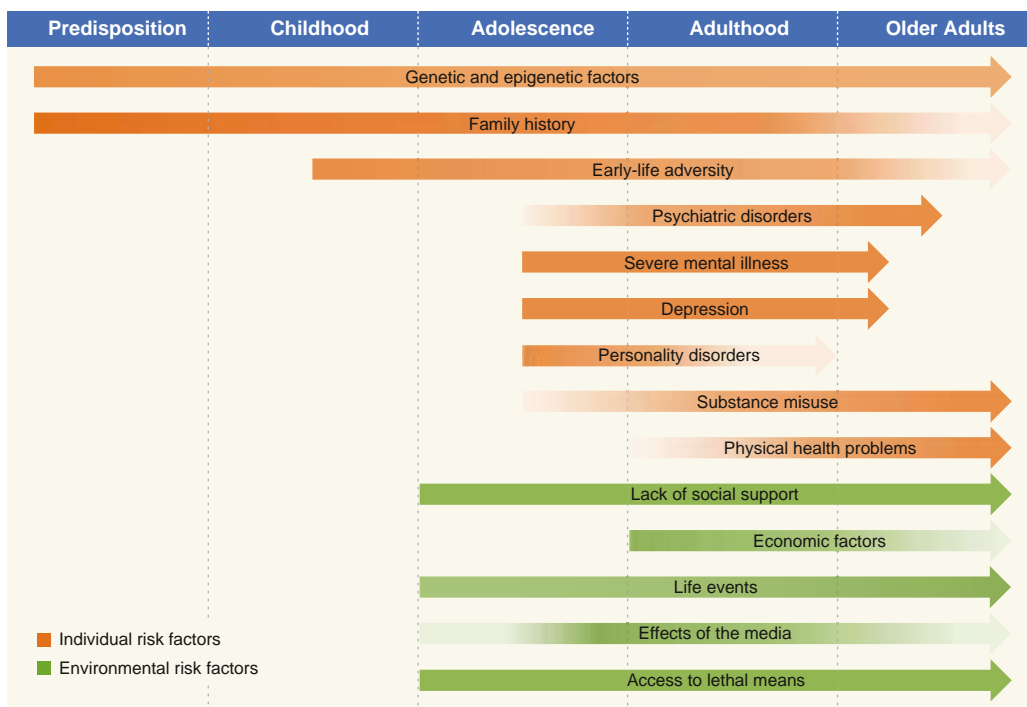 Predisposition Childhood Adolescence Adulthood Older Adults
Genetic and epigenetic factors
Family history
Early-life adversity
Psychiatric disorders
Severe mental illness
Depression
Personality disorders
Substance misuse
Physical health problems
Lack of social support
Economic factors
Life events
Effects of the media
Access to lethal means
Individual risk factors
Environmental risk factors